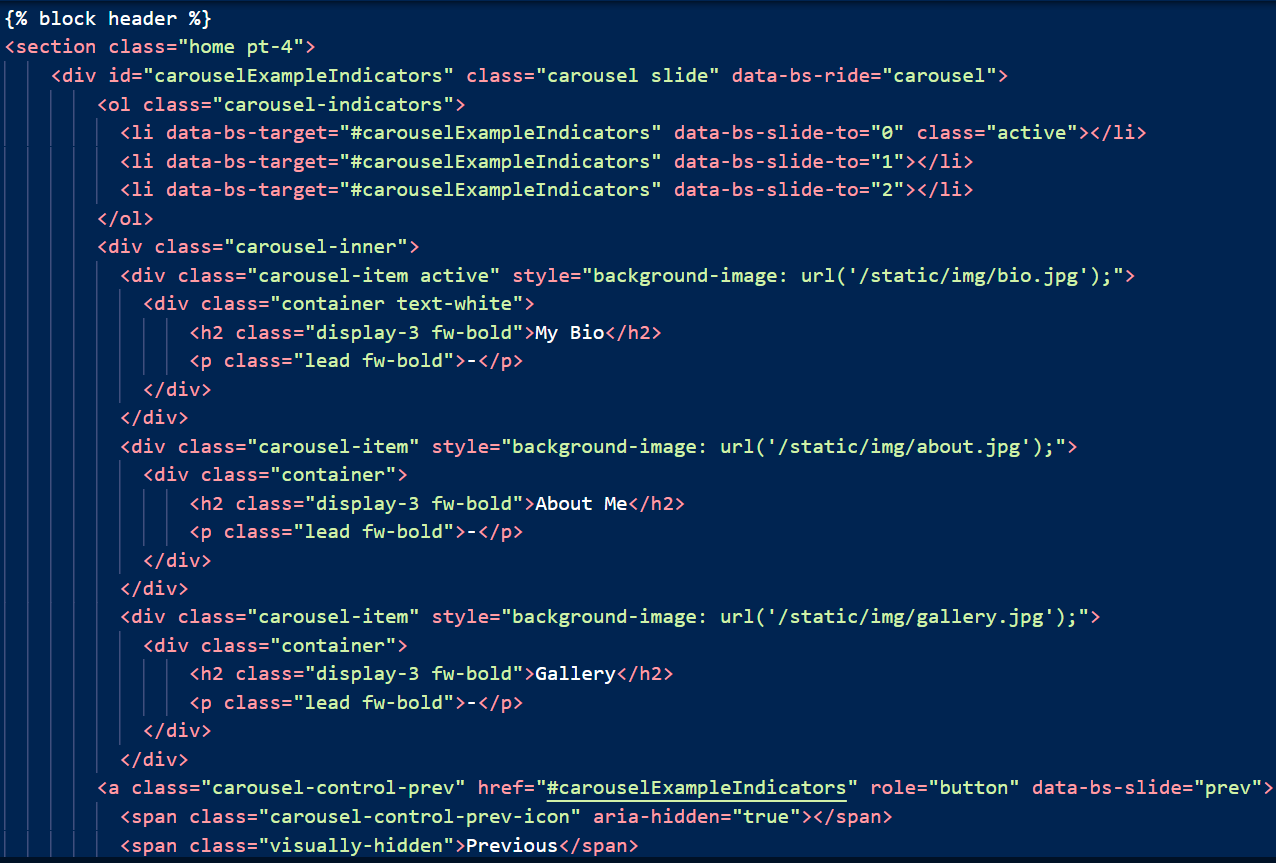 {% block header %}
<section class="home pt-4">
<div id="carouselExampleIndicators" class="carousel slide" data-bs-ride="carousel">
<ol class="carousel-indicators">
<li data-bs-target="#carouselExampleIndicators" data-bs-slide-to="0" class="active"></li>
<li data-bs-target="#carouselExampleIndicators" data-bs-slide-to="1"></li>
<li data-bs-target="#carouselExampleIndicators" data-bs-slide-to="2"></li>
</ol>
<div class="carousel-inner">
<div class="carousel-item active" style="background-image: url('/static/img/bio.jpg');">
<div class="container text-white">
<h2 class="display-3 fw-bold">My Bio</h2>
<p class="lead fw-bold">-</p>
</div>
</div>
<div class="carousel-item" style="background-image: url('/static/img/about.jpg');">
<div class="container">
<h2 class="display-3 fw-bold">About Me</h2>
<p class="lead fw-bold">-</p>
</div>
</div>
<div class="carousel-item" style="background-image: url('/static/img/gallery.jpg');">
<div class="container">
<h2 class="display-3 fw-bold">Gallery</h2>
<p class="lead fw-bold">-</p>
</div>
</div>
<a class="carousel-control-prev" href="#carouselExampleIndicators" role="button" data-bs-slide="prev">
<span class="carousel-control-prev-icon" aria-hidden="true"></span>
<span class="visually-hidden">Previous</span>